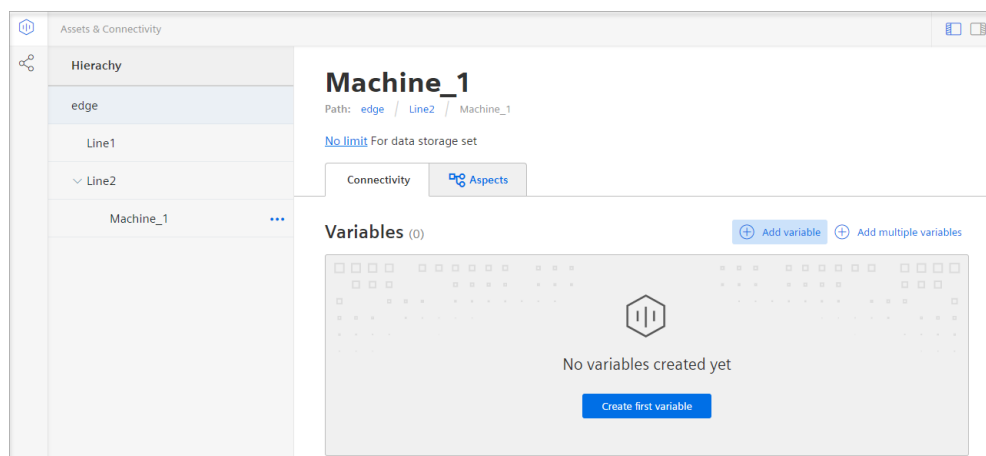 Assets & Connectivity
Hierachy
edge
Line1
Line2
Machine_1
Machine_1
Path: edge / Line2 / Machine_1
No limit For data storage set
Connectivity Aspects
Variables (0) Add variable Add multiple variables
No variables created yet
Create first variable